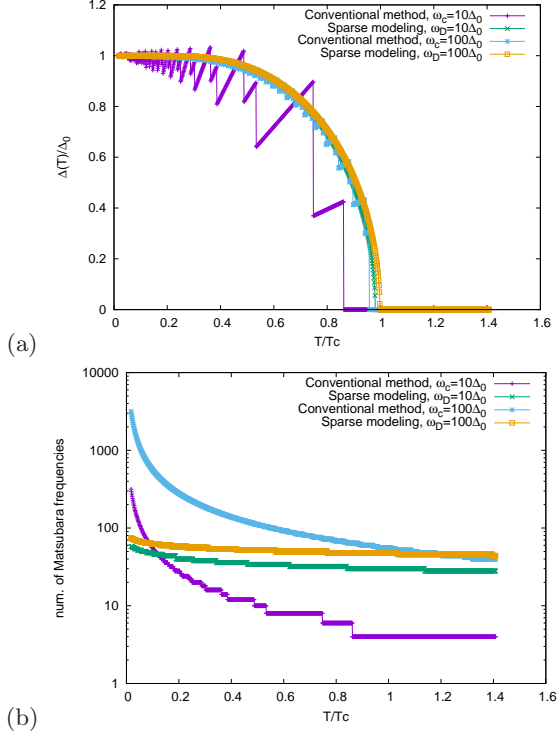 Conventional method, ωc=10Δ0
Sparse modeling, ωD=10Δ0
Conventional method, ωc=100Δ0
Sparse modeling, ωD=100Δ0
1.2
1
0.8
0.6
0.4
0.2
0
Δ(T)/Δ0
0 0.2 0.4 0.6 0.8 1 1.2 1.4 1.6
T/Tc
(a)
Conventional method, ωc=10Δ0
Sparse modeling, ωD=10Δ0
Conventional method, ωc=100Δ0
Sparse modeling, ωD=100Δ0
10000
1000
100
10
1
num. of Matsubara frequencies
0 0.2 0.4 0.6 0.8 1 1.2 1.4 1.6
T/Tc
(b)